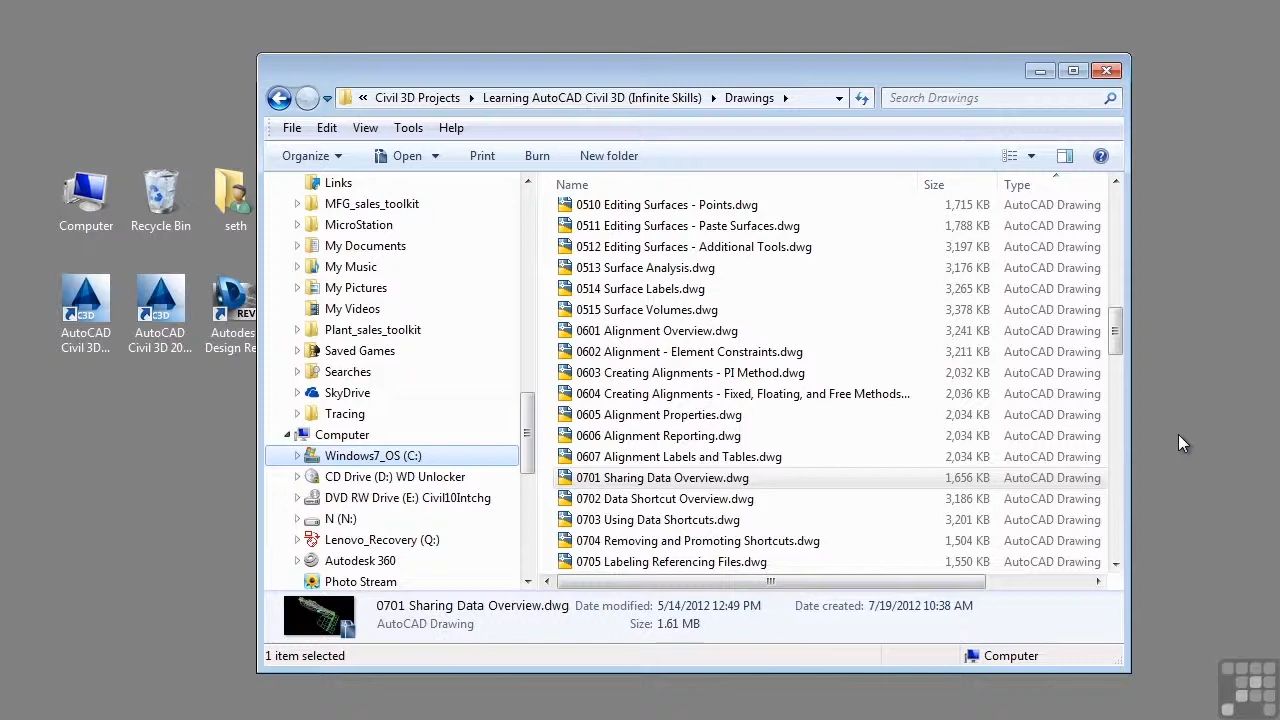 « Civil 3D Projects Learning AutoCAD Civil 3D (Infinite Skills) Drawings
Search Drawings
File Edit View Tools Help
Organize Open Print Burn New folder
Computer
Recycle Bin
seth
AutoCAD Civil 3D...
AutoCAD Civil 3D 20...
Autodes
Design Re
C3D
C3D
REV
Links
MFG_sales_toolkit
MicroStation
My Documents
My Music
My Pictures
My Videos
Plant_sales_toolkit
Saved Games
Searches
SkyDrive
Tracing
Computer
Windows7_OS (C:)
CD Drive (D:) WD Unlocker
DVD RW Drive (E:) Civil10Intchg
N (N:)
Lenovo_Recovery (Q:)
Autodesk 360
Photo Stream
Name Size Type
0510 Editing Surfaces - Points.dwg 1,715 KB AutoCAD Drawing
0511 Editing Surfaces - Paste Surfaces.dwg 1,788 KB AutoCAD Drawing
0512 Editing Surfaces - Additional Tools.dwg 3,197 KB AutoCAD Drawing
0513 Surface Analysis.dwg 3,176 KB AutoCAD Drawing
0514 Surface Labels.dwg 3,265 KB AutoCAD Drawing
0515 Surface Volumes.dwg 3,378 KB AutoCAD Drawing
0601 Alignment Overview.dwg 3,241 KB AutoCAD Drawing
0602 Alignment - Element Constraints.dwg 3,211 KB AutoCAD Drawing
0603 Creating Alignments - PI Method.dwg 2,032 KB AutoCAD Drawing
0604 Creating Alignments - Fixed, Floating, and Free Methods... 2,036 KB AutoCAD Drawing
0605 Alignment Properties.dwg 2,034 KB AutoCAD Drawing
0606 Alignment Reporting.dwg 2,034 KB AutoCAD Drawing
0607 Alignment Labels and Tables.dwg 2,034 KB AutoCAD Drawing
0701 Sharing Data Overview.dwg 1,656 KB AutoCAD Drawing
0702 Data Shortcut Overview.dwg 3,186 KB AutoCAD Drawing
0703 Using Data Shortcuts.dwg 3,201 KB AutoCAD Drawing
0704 Removing and Promoting Shortcuts.dwg 1,504 KB AutoCAD Drawing
0705 Labeling Referencing Files.dwg 1,550 KB AutoCAD Drawing
0701 Sharing Data Overview.dwg Date modified: 5/14/2012 12:49 PM Date created: 7/19/2012 10:38 AM
AutoCAD Drawing Size: 1.61 MB
1 item selected Computer